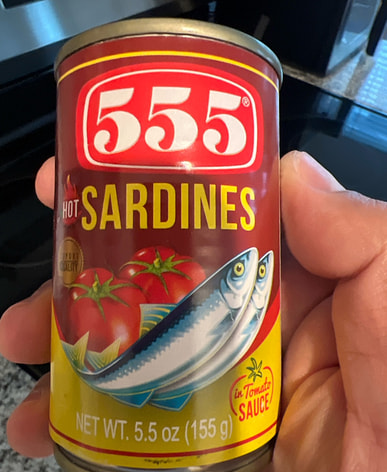 555®
HOT
SARDINES
in Tomato
SAUCE
NET WT. 5.5 oz (155 g)